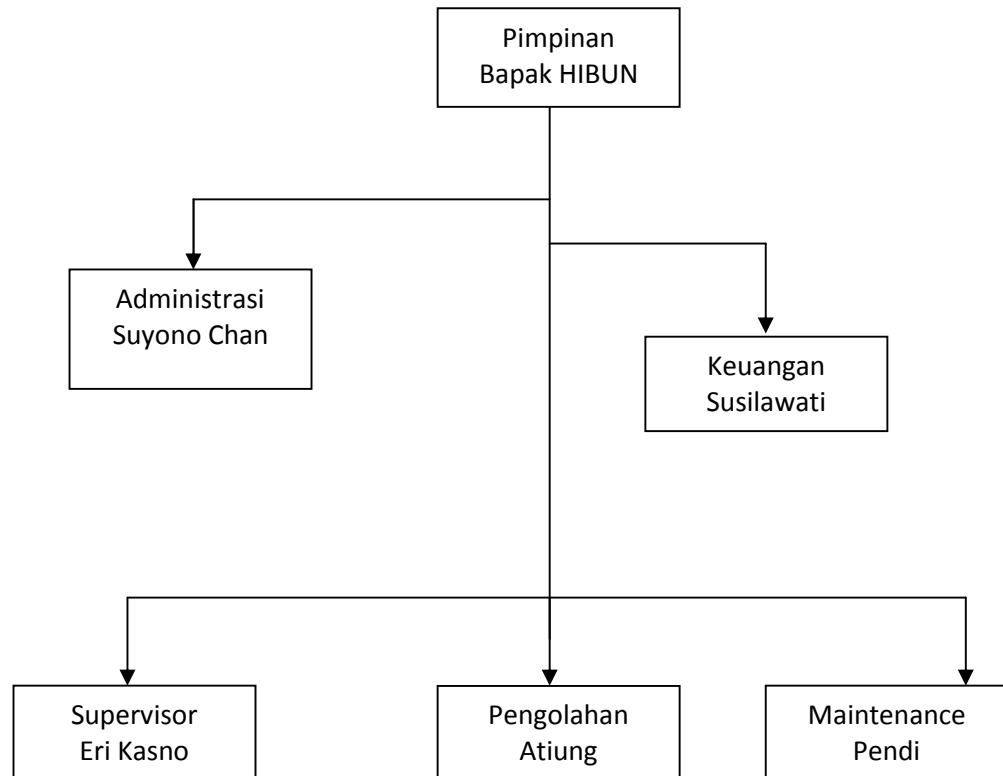 Pimpinan
Bapak HIBUN
Administrasi
Suyono Chan
Keuangan
Susilawati
Supervisor
Eri Kasno
Pengolahan
Atiung
Maintenance
Pendi